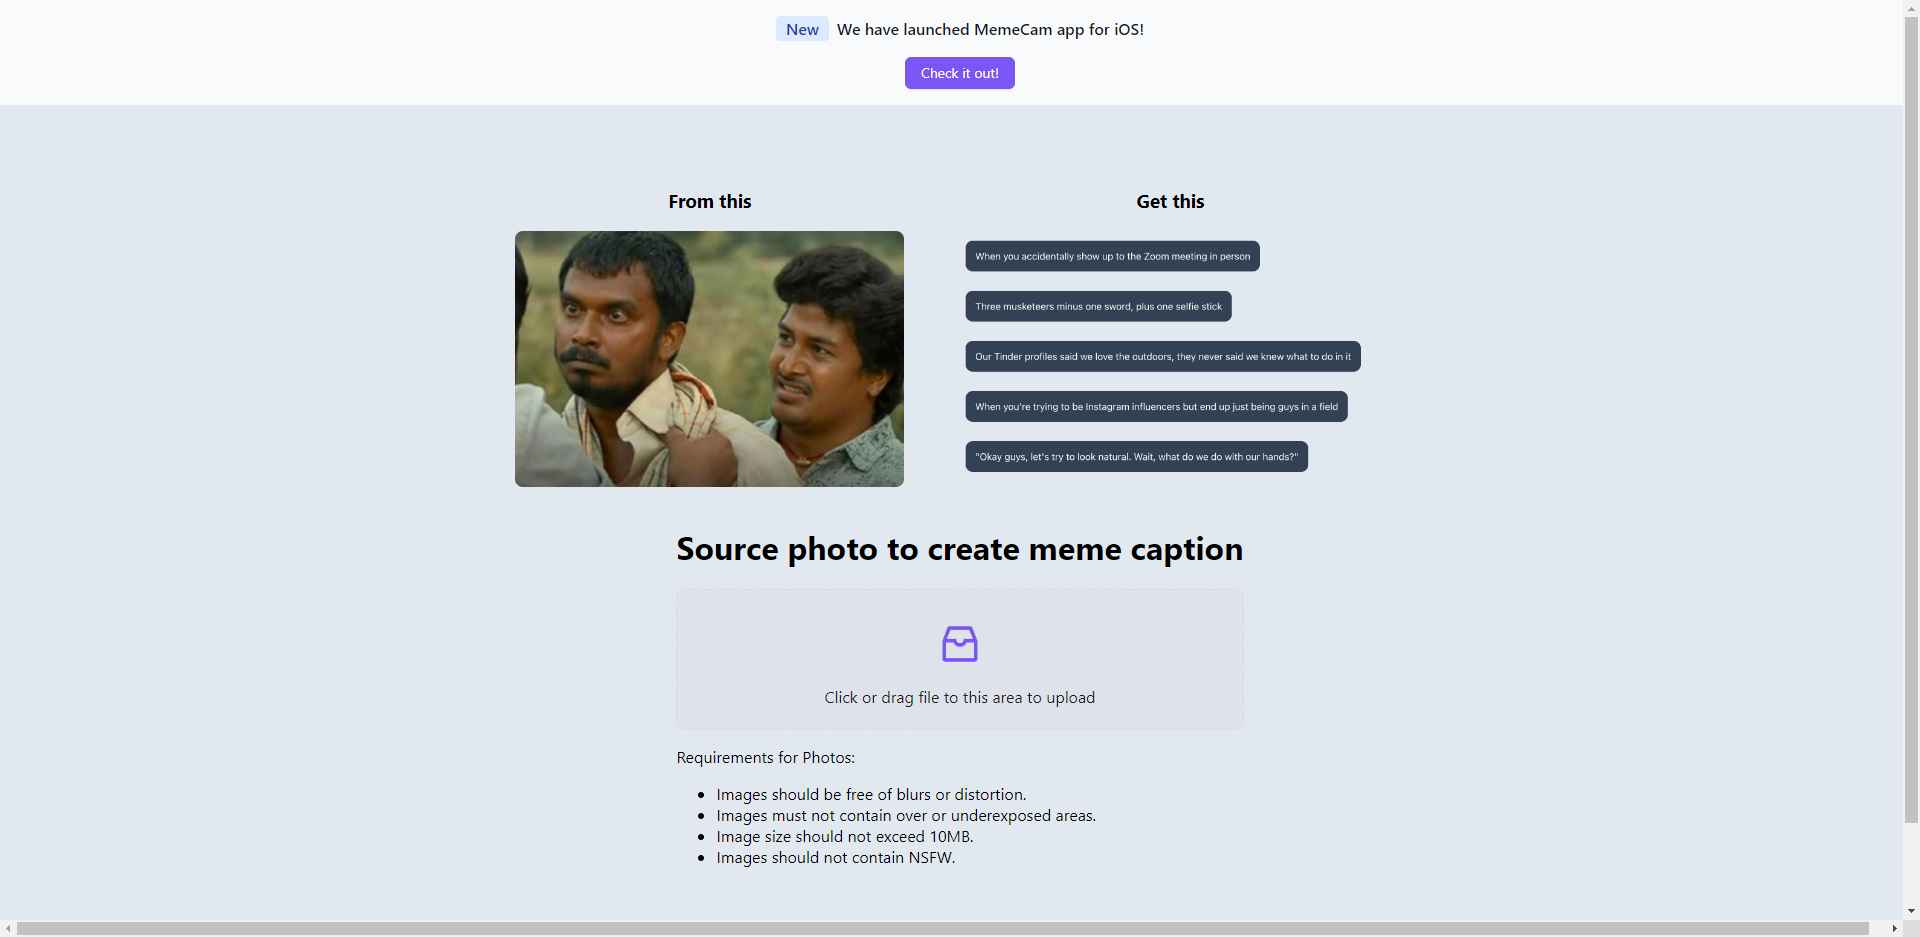 New We have launched MemeCam app for iOS!
Check it out!
From this
Get this
When you accidentally show up to the Zoom meeting in person
Three musketeers minus one sword, plus one selfie stick
Our Tinder profiles said we love the outdoors, they never said we knew what to do in it
When you're trying to be Instagram influencers but end up just being guys in a field
"Okay guys, let's try to look natural. Wait, what do we do with our hands?"
Source photo to create meme caption
Click or drag file to this area to upload
Requirements for Photos:
Images should be free of blurs or distortion.
Images must not contain over or underexposed areas.
Image size should not exceed 10MB.
Images should not contain NSFW.